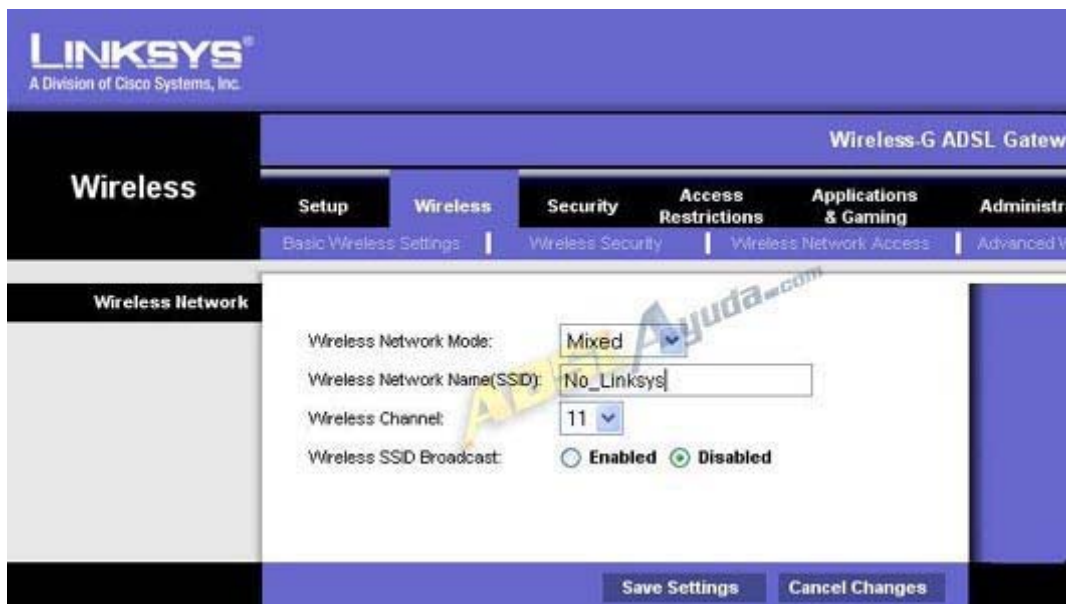 LINKSYS®
A Division of Cisco Systems, Inc.
Wireless-G ADSL Gatew
Wireless
Setup
Wireless
Security
Access Restrictions
Applications & Gaming
Administr
Basic Wireless Settings
Wireless Security
Wireless Network Access
Advanced W
Wireless Network
ADSLAyuda.com
Wireless Network Mode: Mixed
Wireless Network Name(SSID): No_Linksys
Wireless Channel: 11
Wireless SSID Broadcast: Enabled Disabled
Save Settings Cancel Changes